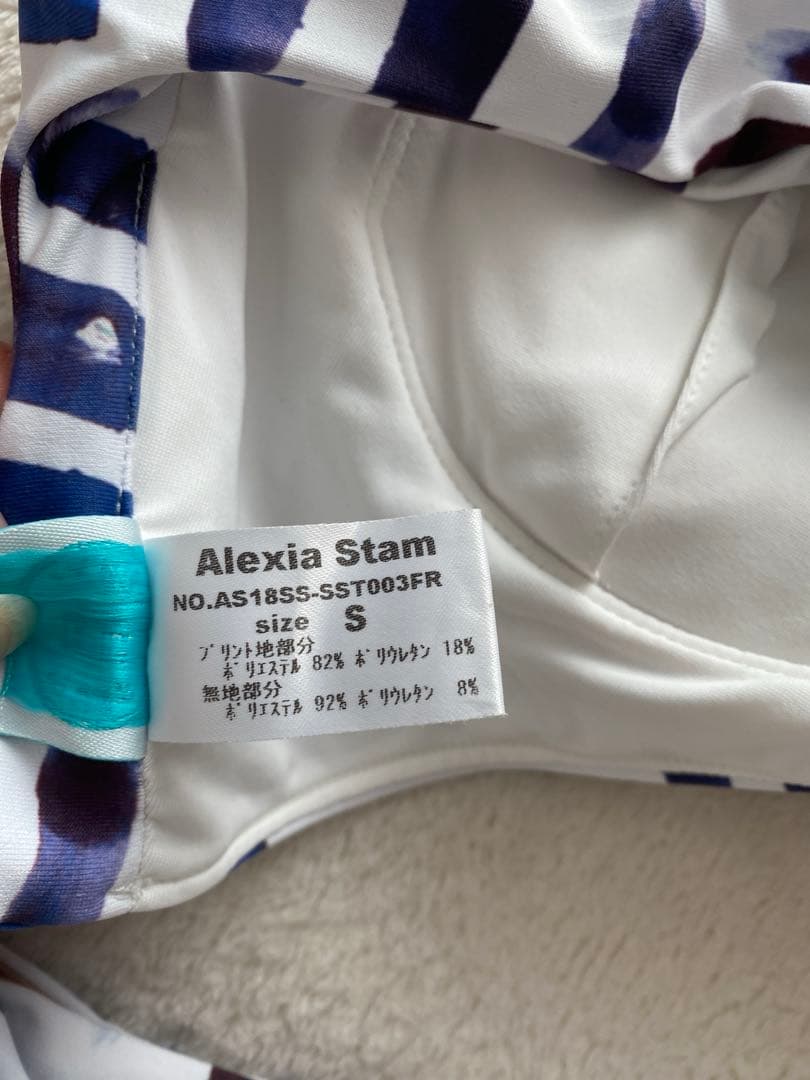 Alexia Stam
NO.AS18SS-SST003FR
size S
ﾌﾟﾘﾝﾄ地部分
ﾎﾟﾘｴｽﾃﾙ 82% ﾎﾟﾘｳﾚﾀﾝ 18%
無地部分
ﾎﾟﾘｴｽﾃﾙ 92% ﾎﾟﾘｳﾚﾀﾝ 8%